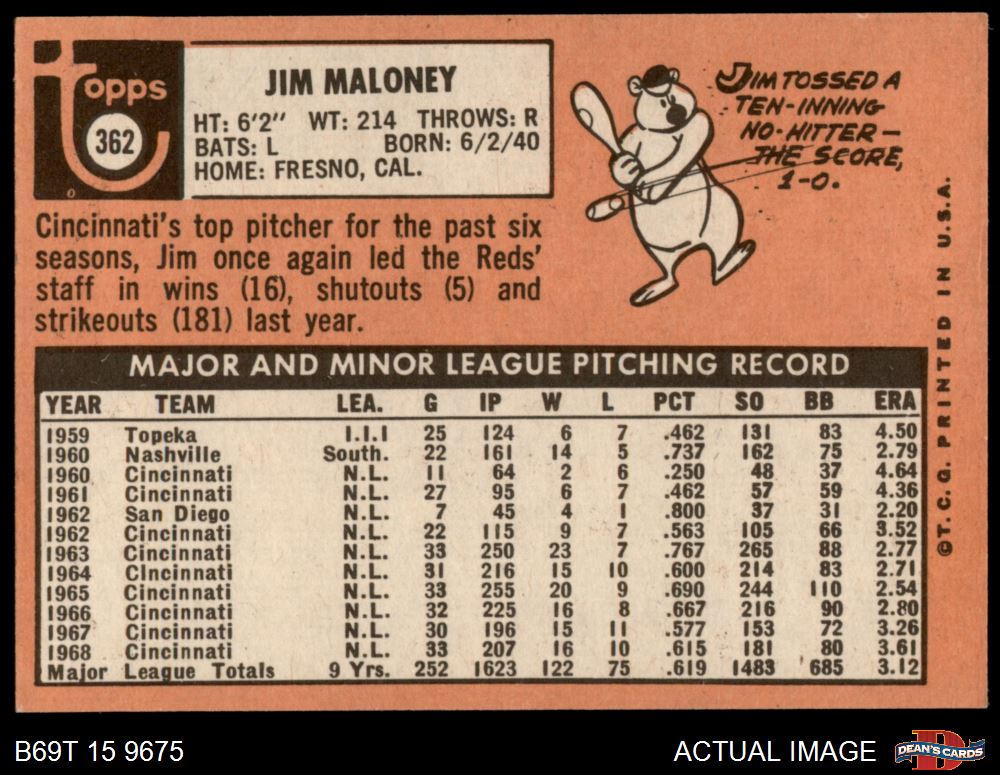 topps
362
JIM MALONEY
HT: 6'2" WT: 214 THROWS: R
BATS: L BORN: 6/2/40
HOME: FRESNO, CAL.
JIM TOSSED A
TEN-INNING
NO-HITTER—
THE SCORE,
1-0.
Cincinnati's top pitcher for the past six
seasons, Jim once again led the Reds'
staff in wins (16), shutouts (5) and
strikeouts (181) last year.
MAJOR AND MINOR LEAGUE PITCHING RECORD
YEAR TEAM LEA. G IP W L PCT SO BB ERA
1959 Topeka I.I.I 25 124 6 7 .462 131 83 4.50
1960 Nashville South. 22 161 14 5 .737 162 75 2.79
1960 Cincinnati N.L. 11 64 2 6 .250 48 37 4.64
1961 Cincinnati N.L. 27 95 6 7 .462 57 59 4.36
1962 San Diego N.L. 7 45 4 1 .800 37 31 2.20
1962 Cincinnati N.L. 22 115 9 7 .563 105 66 3.52
1963 Cincinnati N.L. 33 250 23 7 .767 265 88 2.77
1964 Cincinnati N.L. 31 216 15 10 .600 214 83 2.71
1965 Cincinnati N.L. 33 255 20 9 .690 244 110 2.54
1966 Cincinnati N.L. 32 225 16 8 .667 216 90 2.80
1967 Cincinnati N.L. 30 196 15 11 .577 153 72 3.26
1968 Cincinnati N.L. 33 207 16 10 .615 181 80 3.61
Major League Totals 9 Yrs. 252 1623 122 75 .619 1483 685 3.12
©T.C.G. PRINTED IN U.S.A.
B69T 15 9675
ACTUAL IMAGE
DEAN'S CARDS